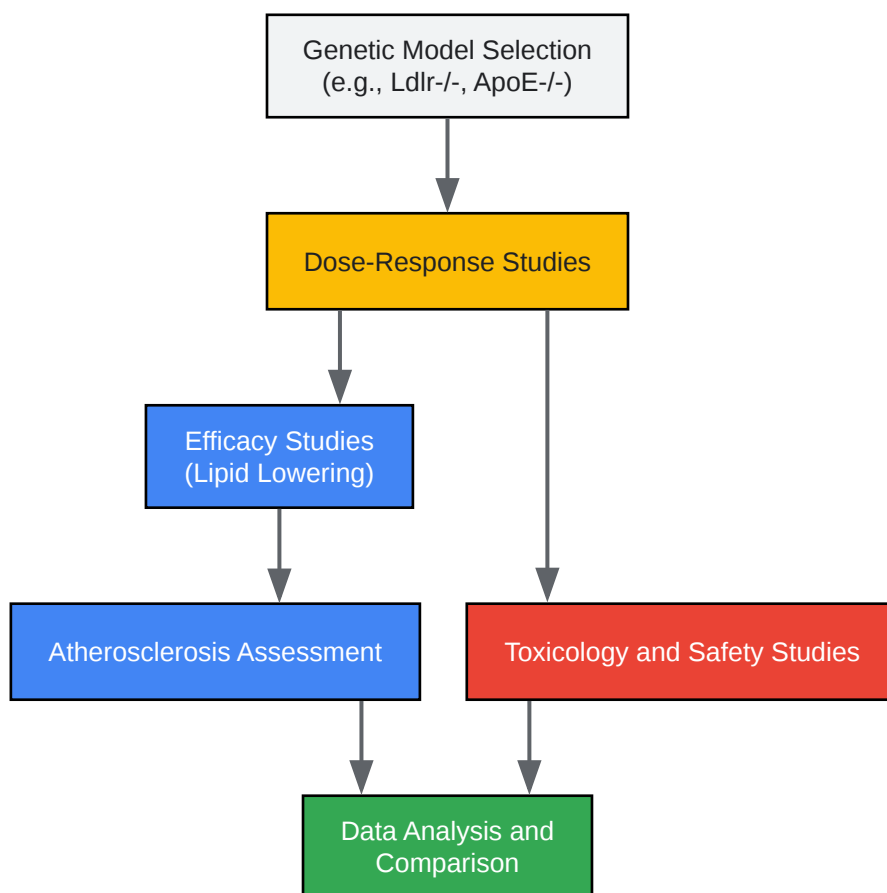 Genetic Model Selection
(e.g., Ldlr-/-, ApoE-/-)
Dose-Response Studies
Efficacy Studies
(Lipid Lowering)
Atherosclerosis Assessment
Toxicology and Safety Studies
Data Analysis and
Comparison